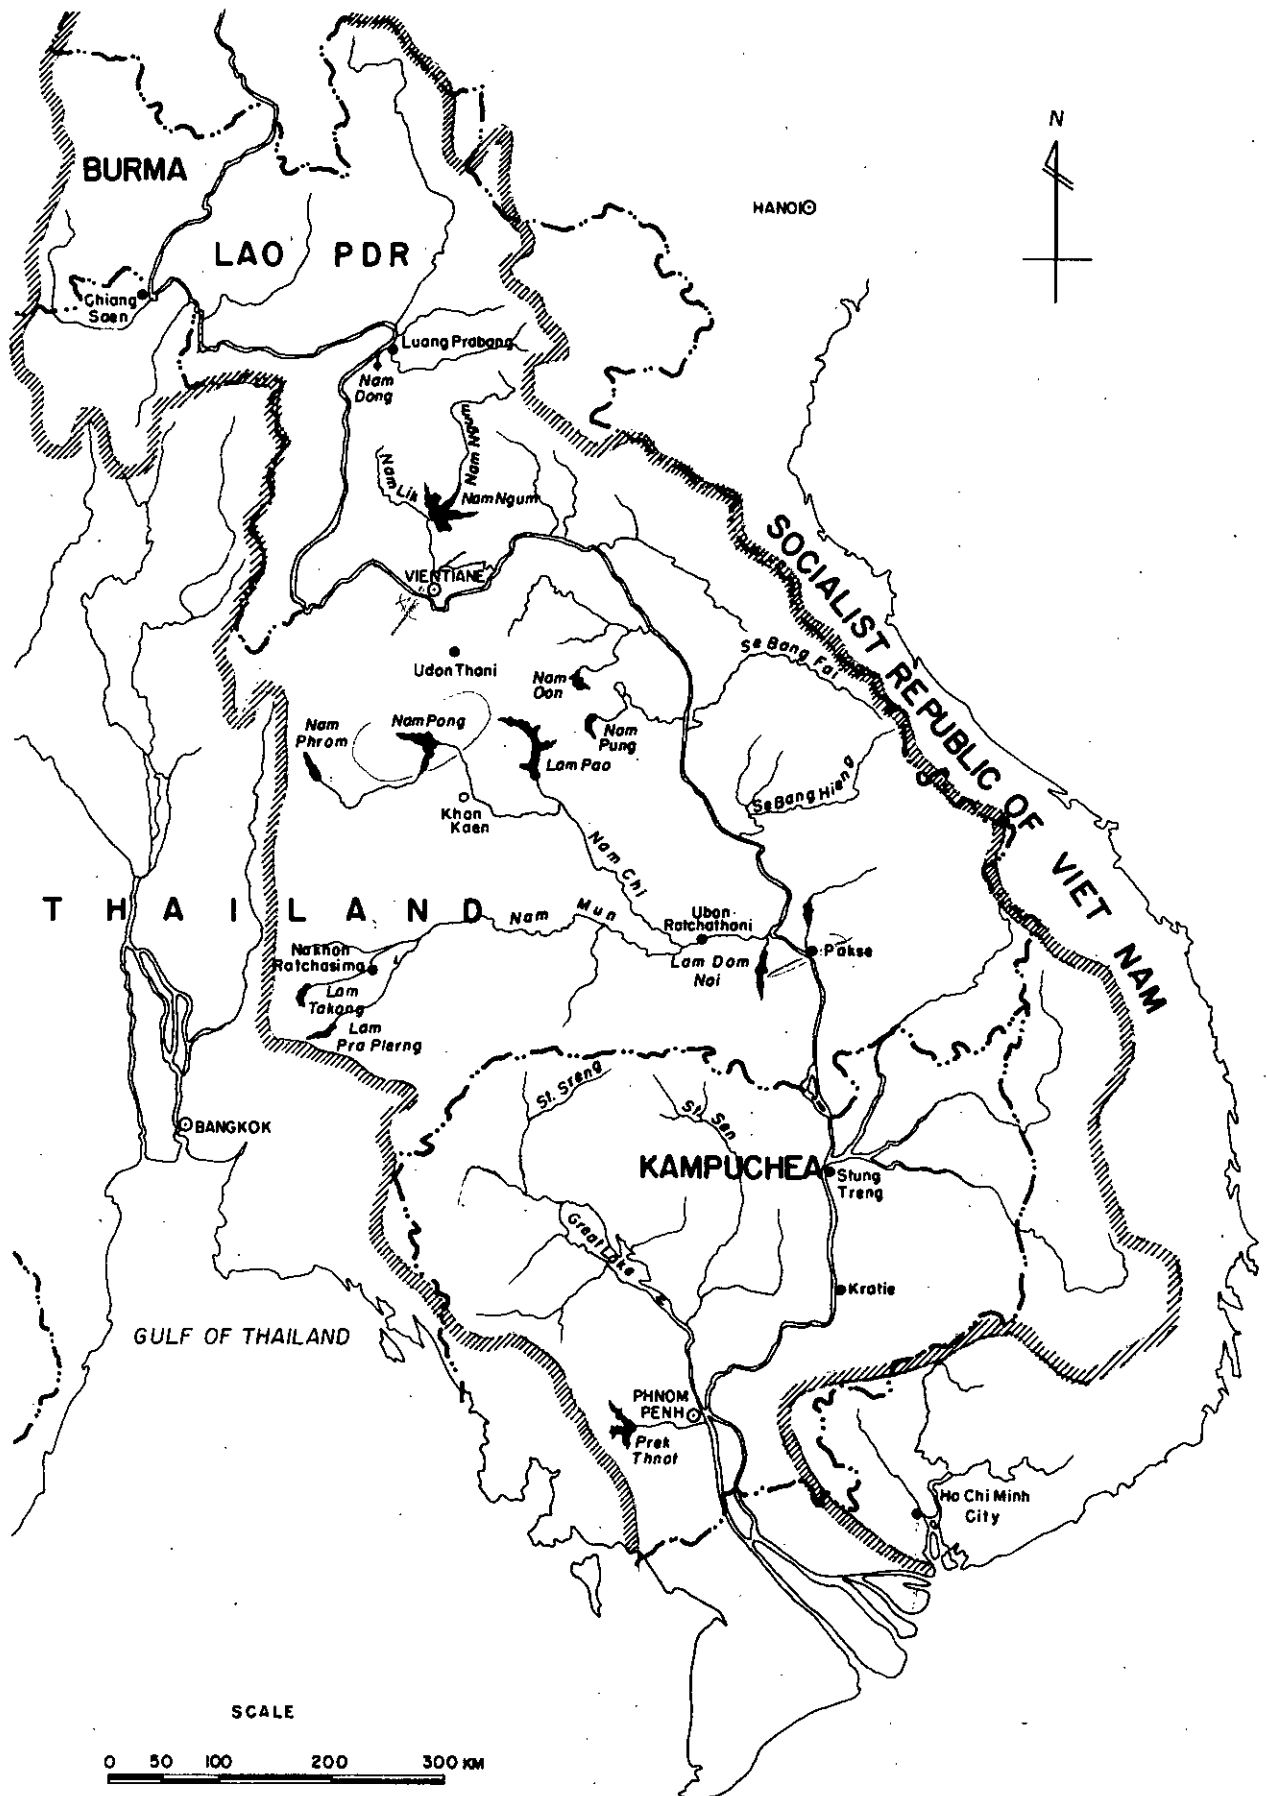 N
BURMA
HANOI
LAO PDR
Chiang
Saen
Luang Prabang
Nam
Dong
Nam Ngum
Nam Lik
Nam Ngum
VIENTIANE
SOCIALIST REPUBLIC OF VIET NAM
Se Bang Fai
Udon Thani
Nam
Oon
Nam
Phrom
Nam Pong
Nam
Pung
Lam Pao
Se Bang Hieng
Khon
Kaen
Nam Chi
THAILAND
Nam Mun
Ubon
Ratchathani
Nakhon
Ratchasima
Pakse
Lam Dom
Noi
Lam
Takong
Lam
Pra Plerng
St. Sreng
St. Sen
BANGKOK
KAMPUCHEA
Stung
Treng
Great Lake
Kratie
GULF OF THAILAND
PHNOM
PENH
Prek
Thnot
Ho Chi Minh
City
SCALE
0 50 100 200 300 KM